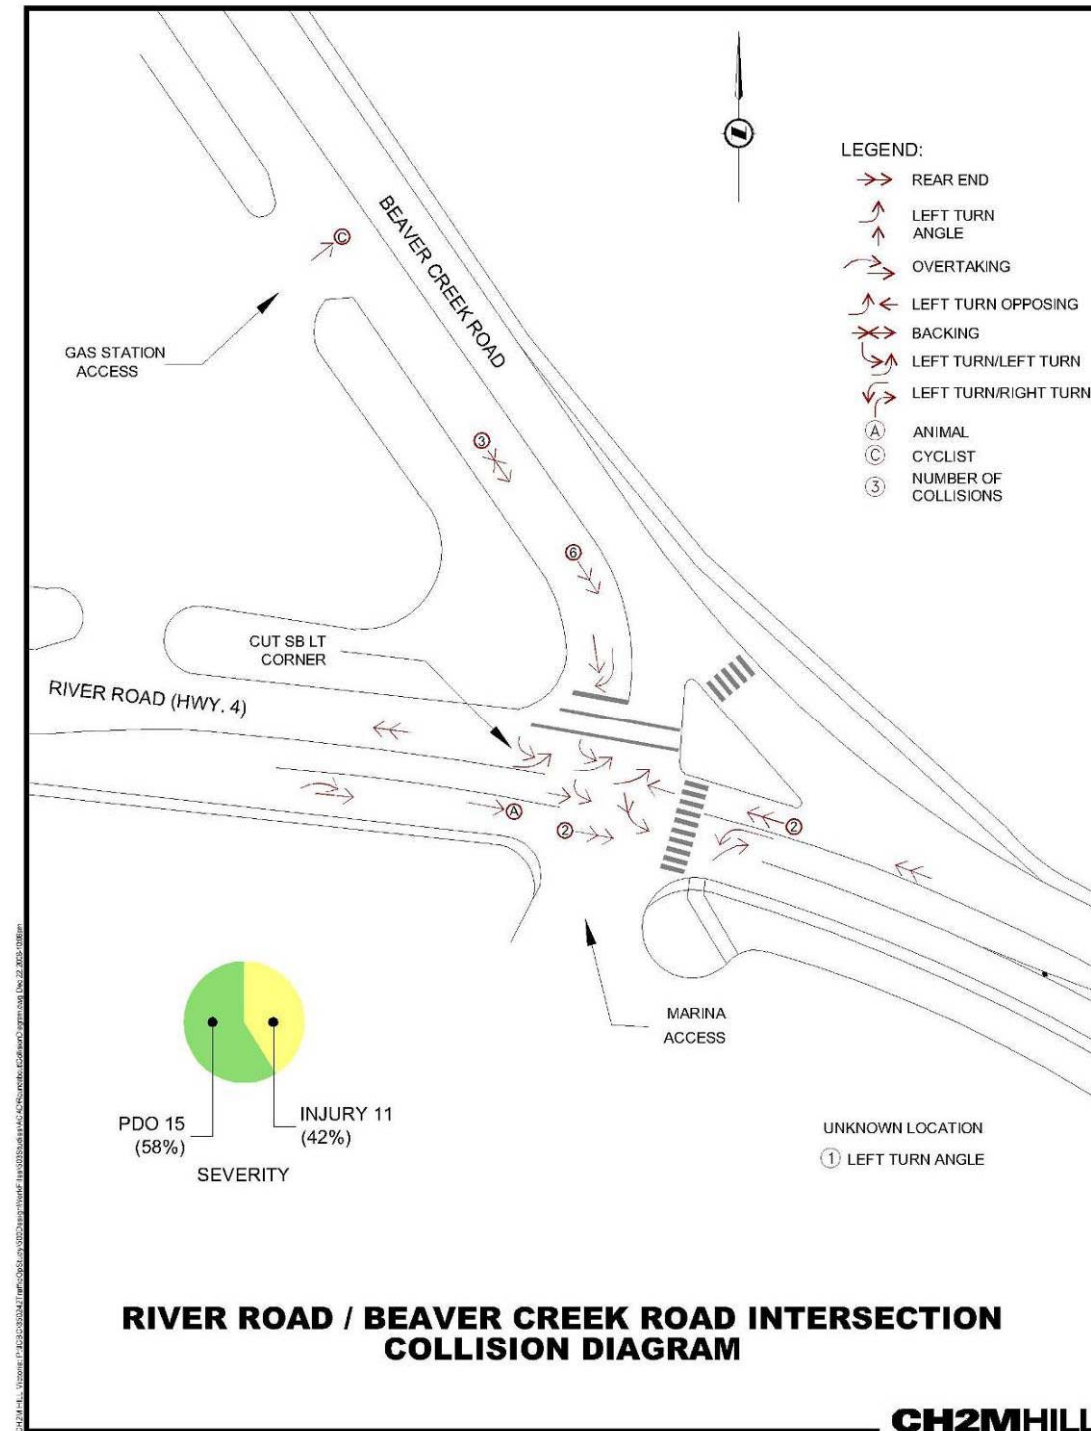 LEGEND:
REAR END
LEFT TURN
ANGLE
OVERTAKING
LEFT TURN OPPOSING
BACKING
LEFT TURN/LEFT TURN
LEFT TURN/RIGHT TURN
A ANIMAL
C CYCLIST
3 NUMBER OF
COLLISIONS
C
BEAVER CREEK ROAD
GAS STATION
ACCESS
3
6
CUT SB LT
CORNER
RIVER ROAD (HWY. 4)
A
2
2
MARINA
ACCESS
PDO 15
(58%)
INJURY 11
(42%)
SEVERITY
UNKNOWN LOCATION
1 LEFT TURN ANGLE
RIVER ROAD / BEAVER CREEK ROAD INTERSECTION
COLLISION DIAGRAM
CH2MHILL